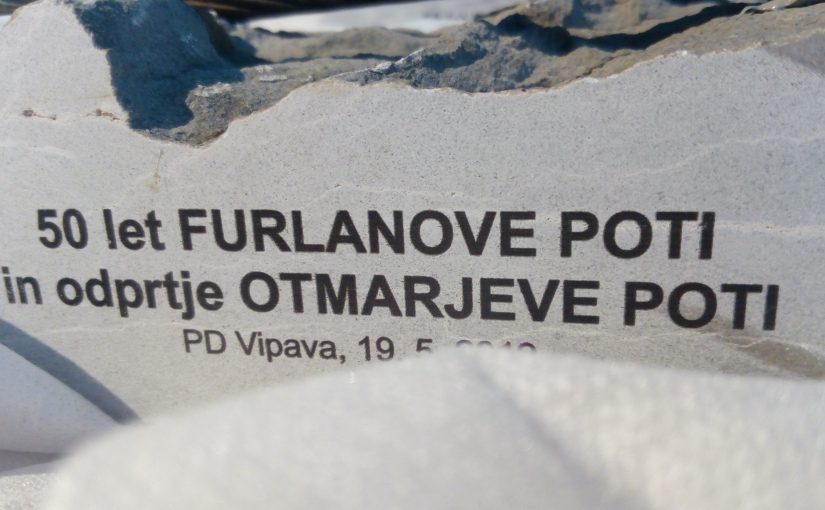 50 let FURLANOVE POTI
in odprtje OTMARJEVE POTI
PD Vipava, 19. 5.